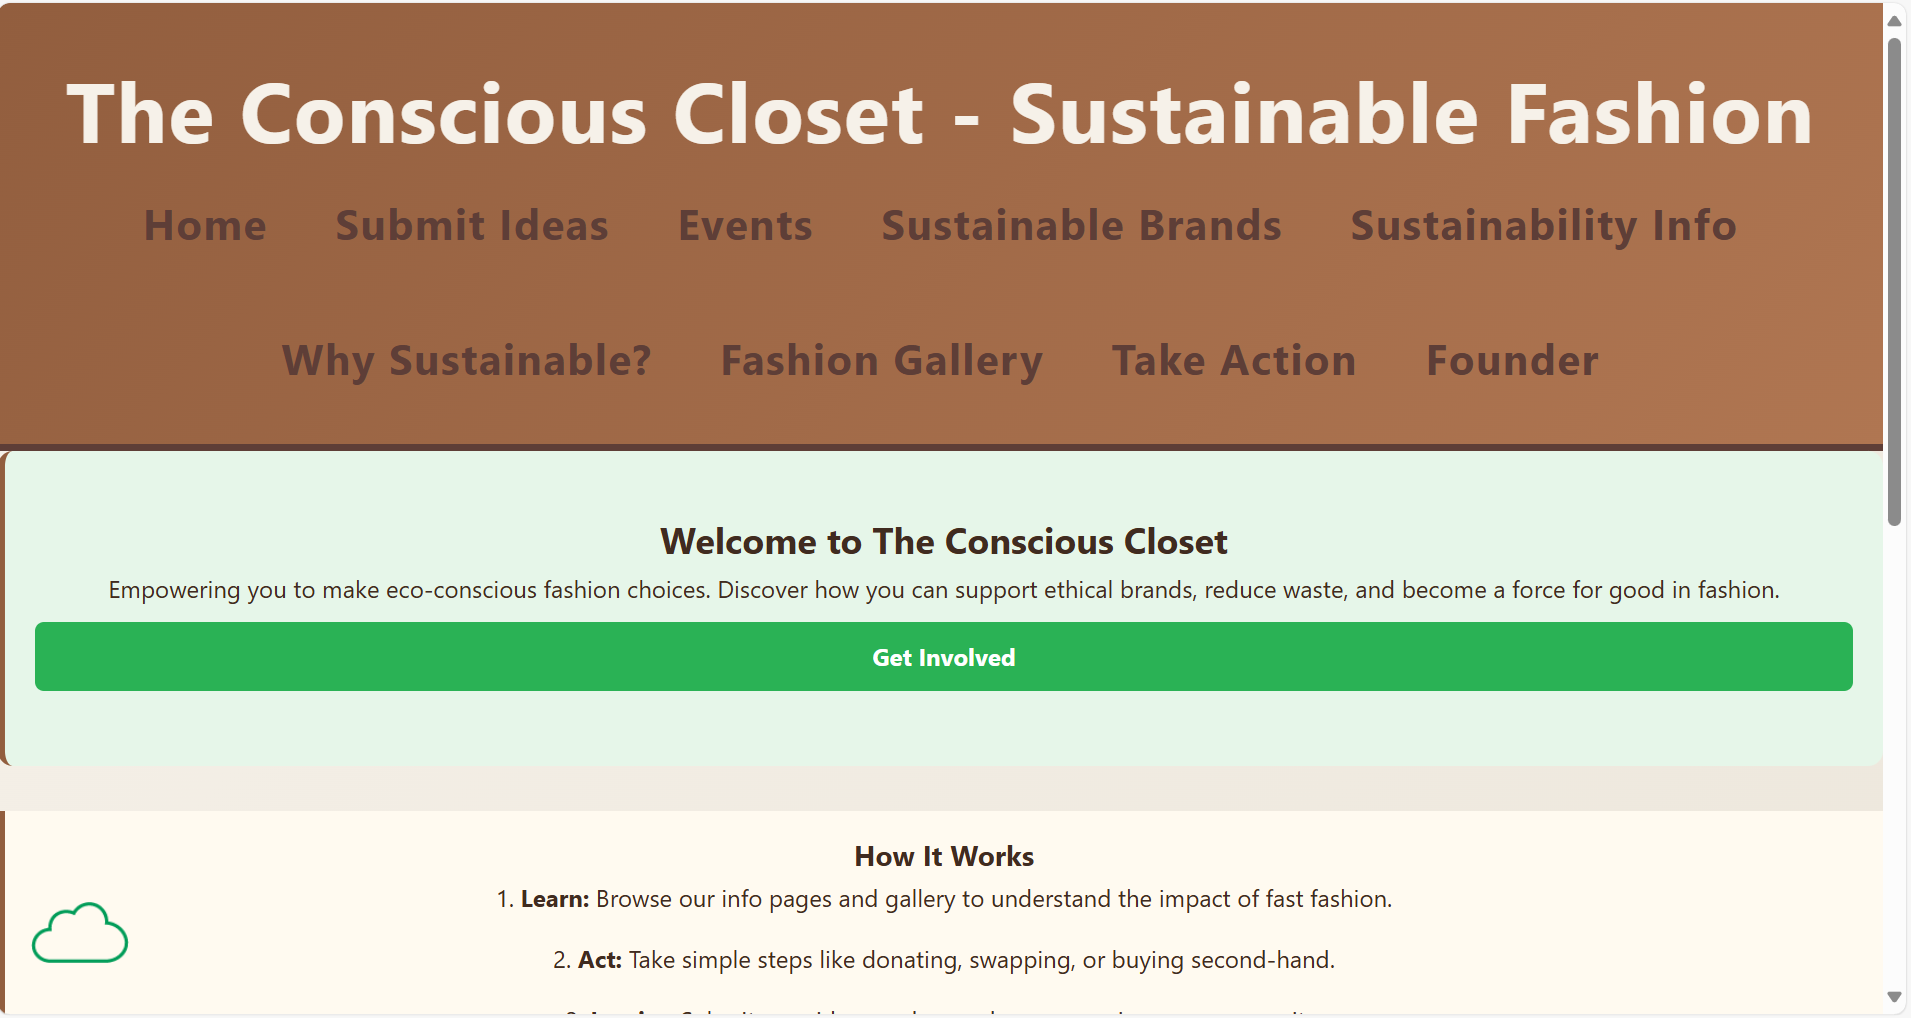 The Conscious Closet - Sustainable Fashion
Home Submit Ideas Events Sustainable Brands Sustainability Info
Why Sustainable? Fashion Gallery Take Action Founder
Welcome to The Conscious Closet
Empowering you to make eco-conscious fashion choices. Discover how you can support ethical brands, reduce waste, and become a force for good in fashion.
Get Involved
How It Works
1. Learn: Browse our info pages and gallery to understand the impact of fast fashion.
2. Act: Take simple steps like donating, swapping, or buying second-hand.